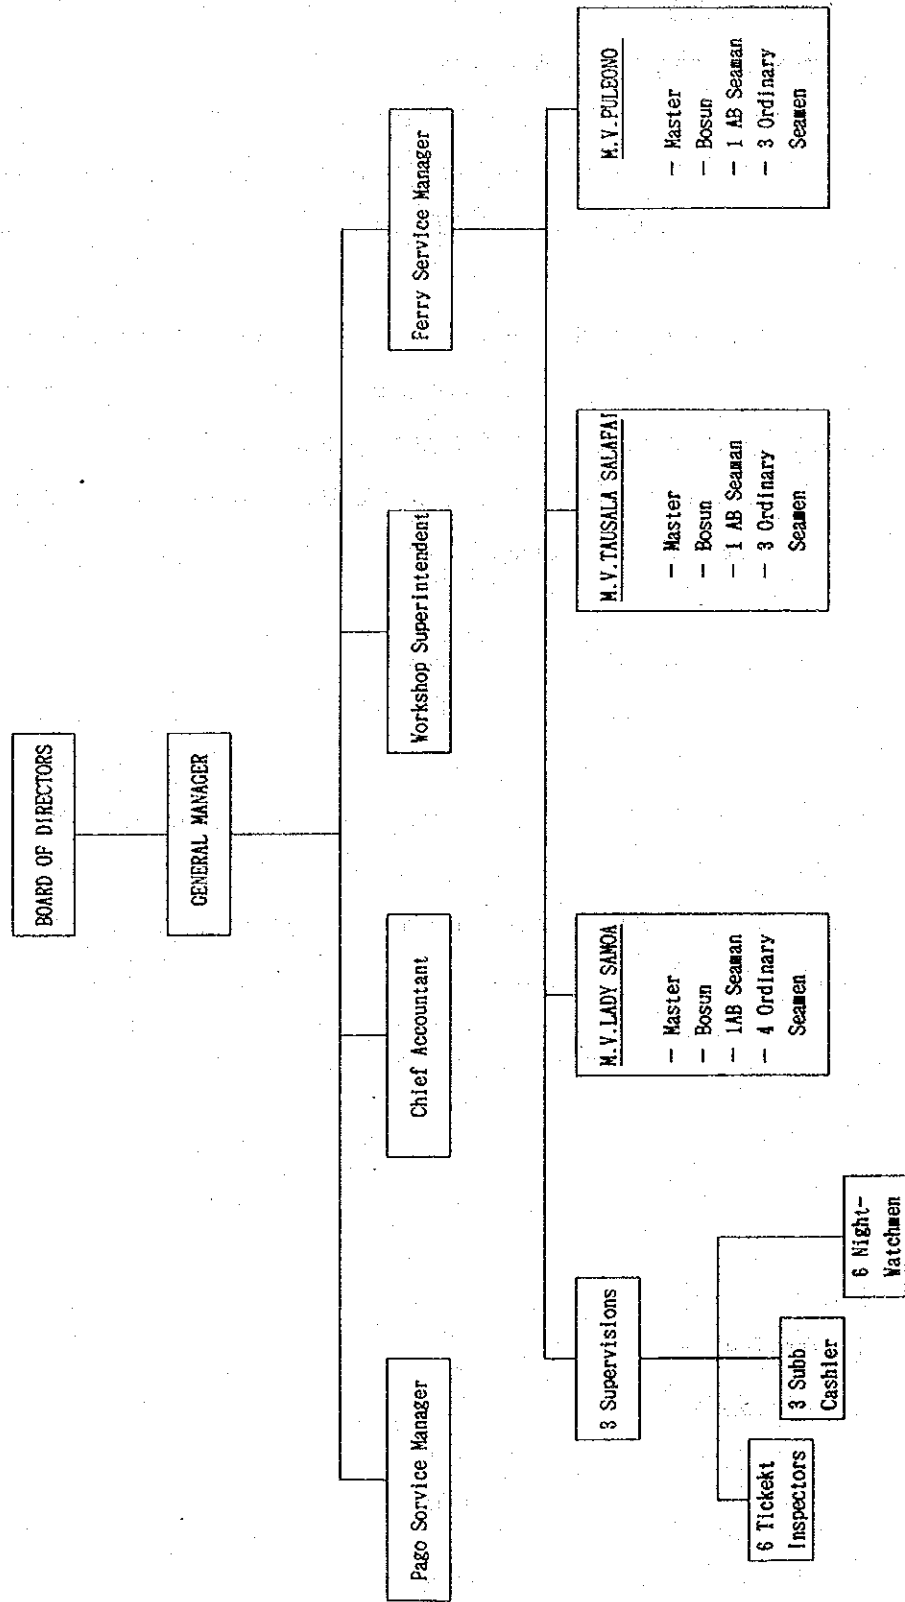 BOARD OF DIRECTORS
GENERAL MANAGER
Pago Sorvice Manager
Chief Accountant
Workshop Superintendent
Ferry Service Manager
3 Supervisions
M.V.LADY SAMOA
- Master
- Bosun
- 1AB Seaman
- 4 Ordinary
Seamen
M.V.TAUSALA SALAFAI
- Master
- Bosun
- 1 AB Seaman
- 3 Ordinary
Seamen
M.V.PULEONO
- Master
- Bosun
- 1 AB Seaman
- 3 Ordinary
Seamen
6 Tickekt
Inspectors
3 Subb
Cashler
6 Night-
Watchmen